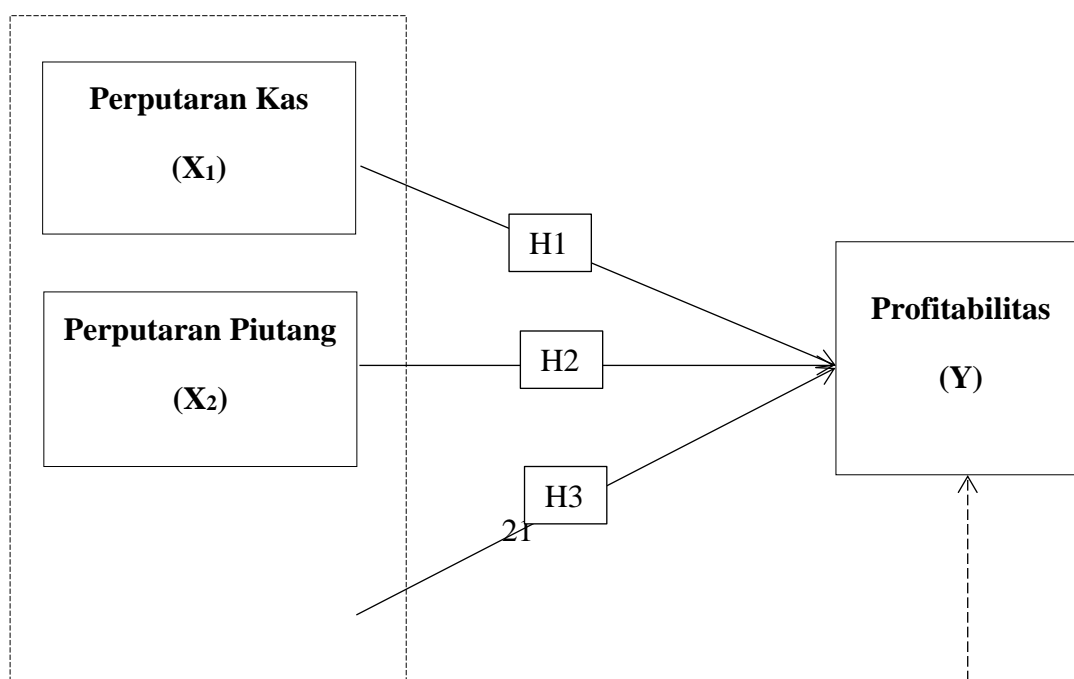 Perputaran Kas
(X1)
H1
Perputaran Piutang
(X2)
H2
Profitabilitas
(Y)
H3
21